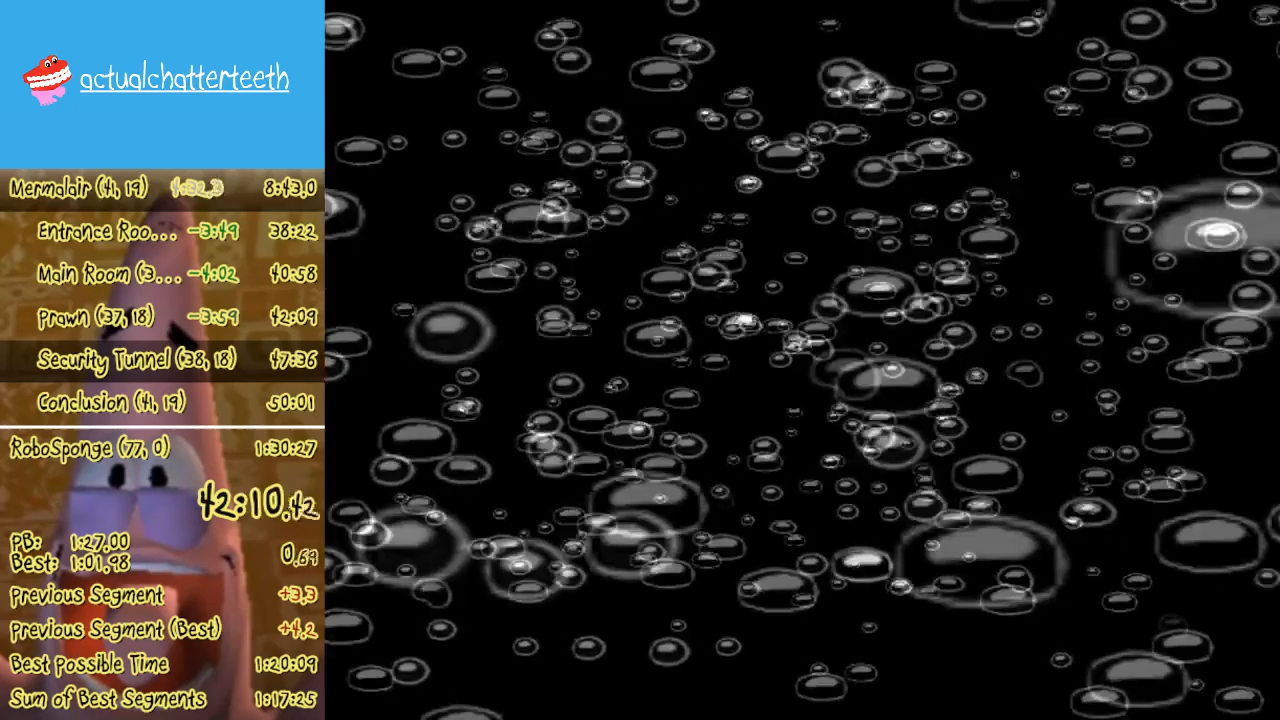 actualchatterteeth
Mermalair (41, 19) 4:32.3 8:43.0
Entrance Roo... -3:49 38:22
Main Room (3... -4:02 40:58
Prawn (37, 18) -3:59 42:09
Security Tunnel (38, 18) 47:36
Conclusion (41, 19) 50:01
RoboSponge (77, 0) 1:30:27
42:10.42
PB: 1:27.00
Best: 1:01.98 0.69
Previous Segment +3.3
Previous Segment (Best) +4.2
Best Possible Time 1:20:09
Sum of Best Segments 1:17:25